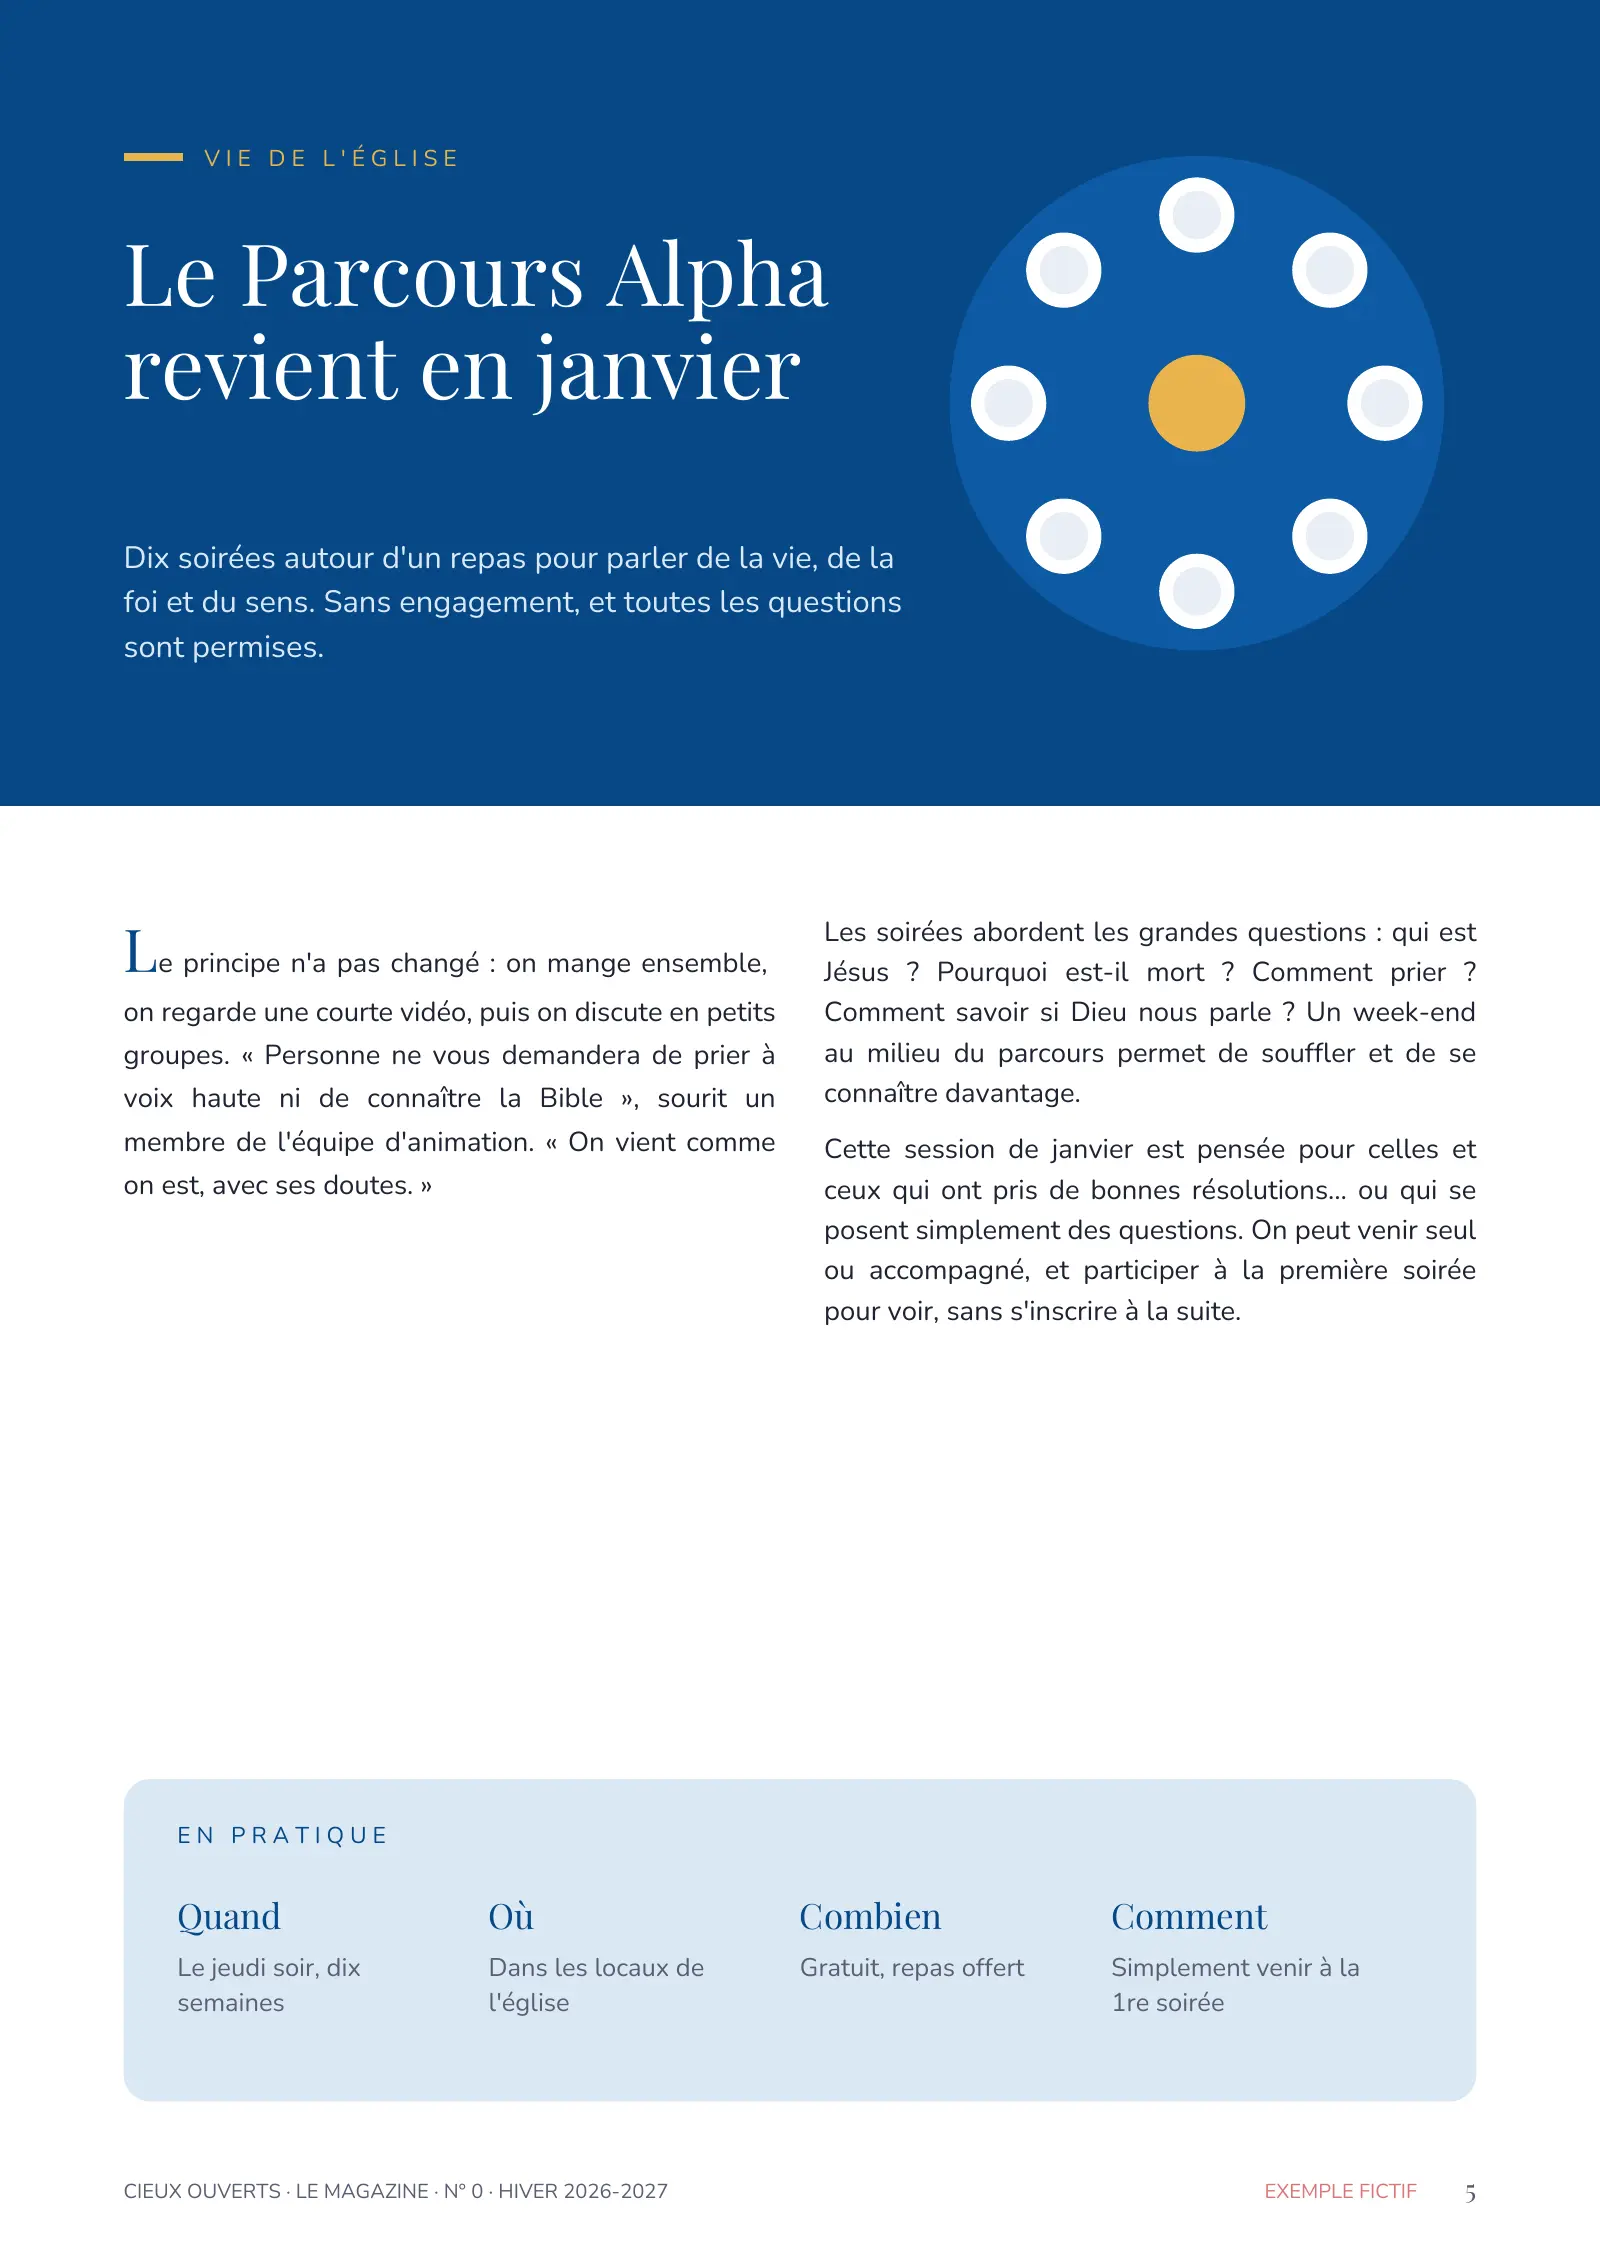 VIE DE L'ÉGLISE
Le Parcours Alpha
revient en janvier
Dix soirées autour d'un repas pour parler de la vie, de la
foi et du sens. Sans engagement, et toutes les questions
sont permises.
Le principe n'a pas changé : on mange ensemble,
on regarde une courte vidéo, puis on discute en petits
groupes. « Personne ne vous demandera de prier à
voix haute ni de connaître la Bible », sourit un
membre de l'équipe d'animation. « On vient comme
on est, avec ses doutes. »
Les soirées abordent les grandes questions : qui est
Jésus ? Pourquoi est-il mort ? Comment prier ?
Comment savoir si Dieu nous parle ? Un week-end
au milieu du parcours permet de souffler et de se
connaître davantage.
Cette session de janvier est pensée pour celles et
ceux qui ont pris de bonnes résolutions... ou qui se
posent simplement des questions. On peut venir seul
ou accompagné, et participer à la première soirée
pour voir, sans s'inscrire à la suite.
EN PRATIQUE
Quand
Le jeudi soir, dix
semaines
Où
Dans les locaux de
l'église
Combien
Gratuit, repas offert
Comment
Simplement venir à la
1re soirée
CIEUX OUVERTS · LE MAGAZINE · N° 0 · HIVER 2026-2027
EXEMPLE FICTIF
5